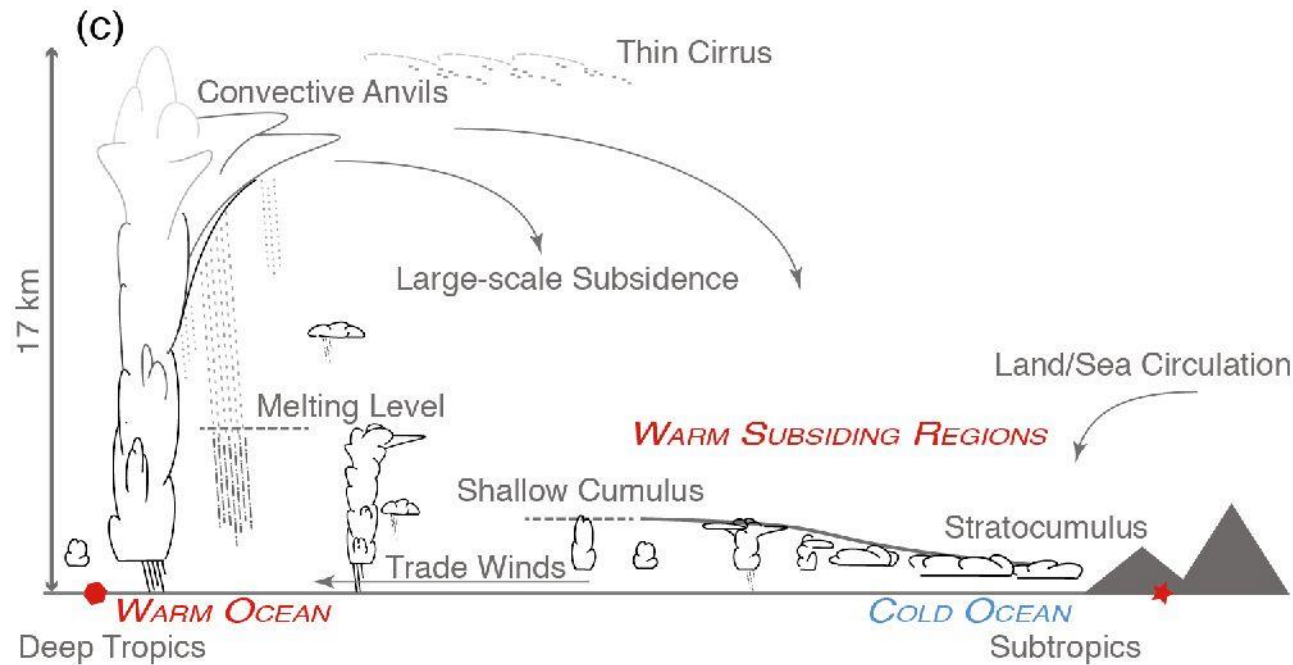 (c)
Thin Cirrus
Convective Anvils
17 km
Large-scale Subsidence
Land/Sea Circulation
Melting Level
WARM SUBSIDING REGIONS
Shallow Cumulus
Stratocumulus
Trade Winds
WARM OCEAN
COLD OCEAN
Deep Tropics
Subtropics